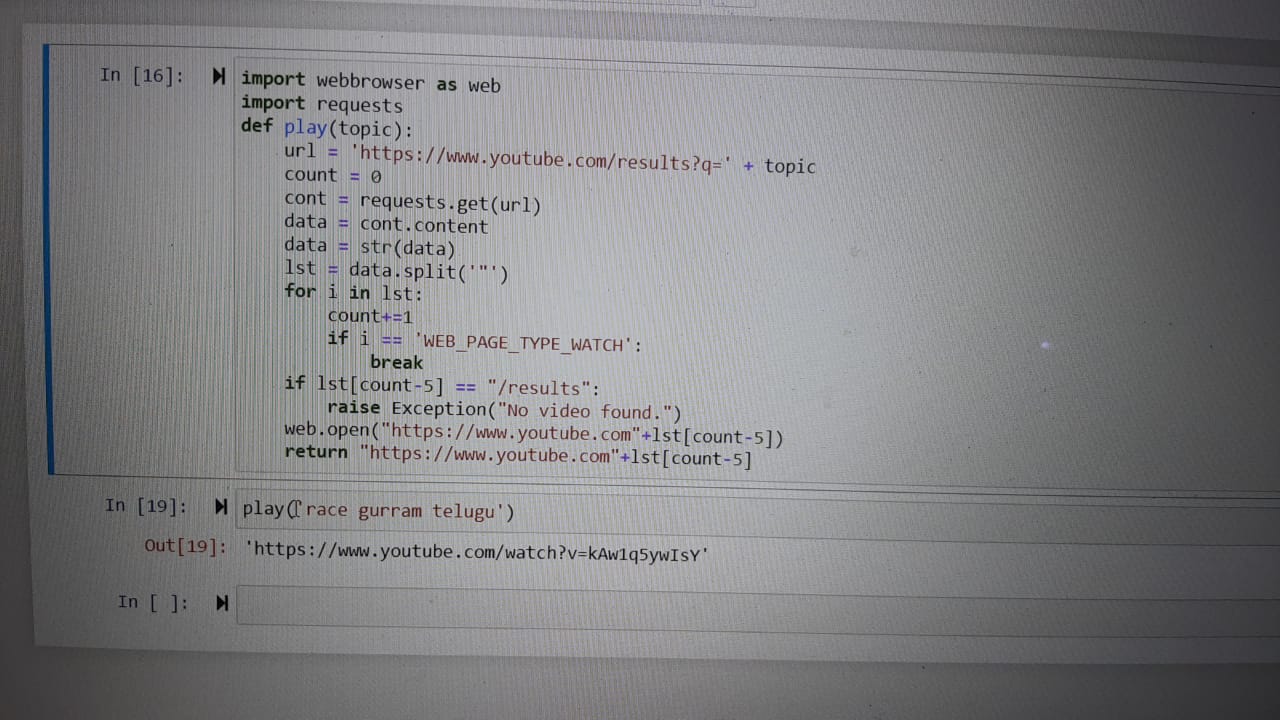 In [16]:
import webbrowser as web
import requests
def play(topic):
    url = 'https://www.youtube.com/results?q=' + topic
    count = 0
    cont = requests.get(url)
    data = cont.content
    data = str(data)
    lst = data.split('"')
    for i in lst:
        count+=1
        if i == 'WEB_PAGE_TYPE_WATCH':
            break
    if lst[count-5] == "/results":
        raise Exception("No video found.")
    web.open("https://www.youtube.com"+lst[count-5])
    return "https://www.youtube.com"+lst[count-5]
In [19]:
play('race gurram telugu')
Out[19]: 'https://www.youtube.com/watch?v=kAw1q5ywIsY'
In [ ]: